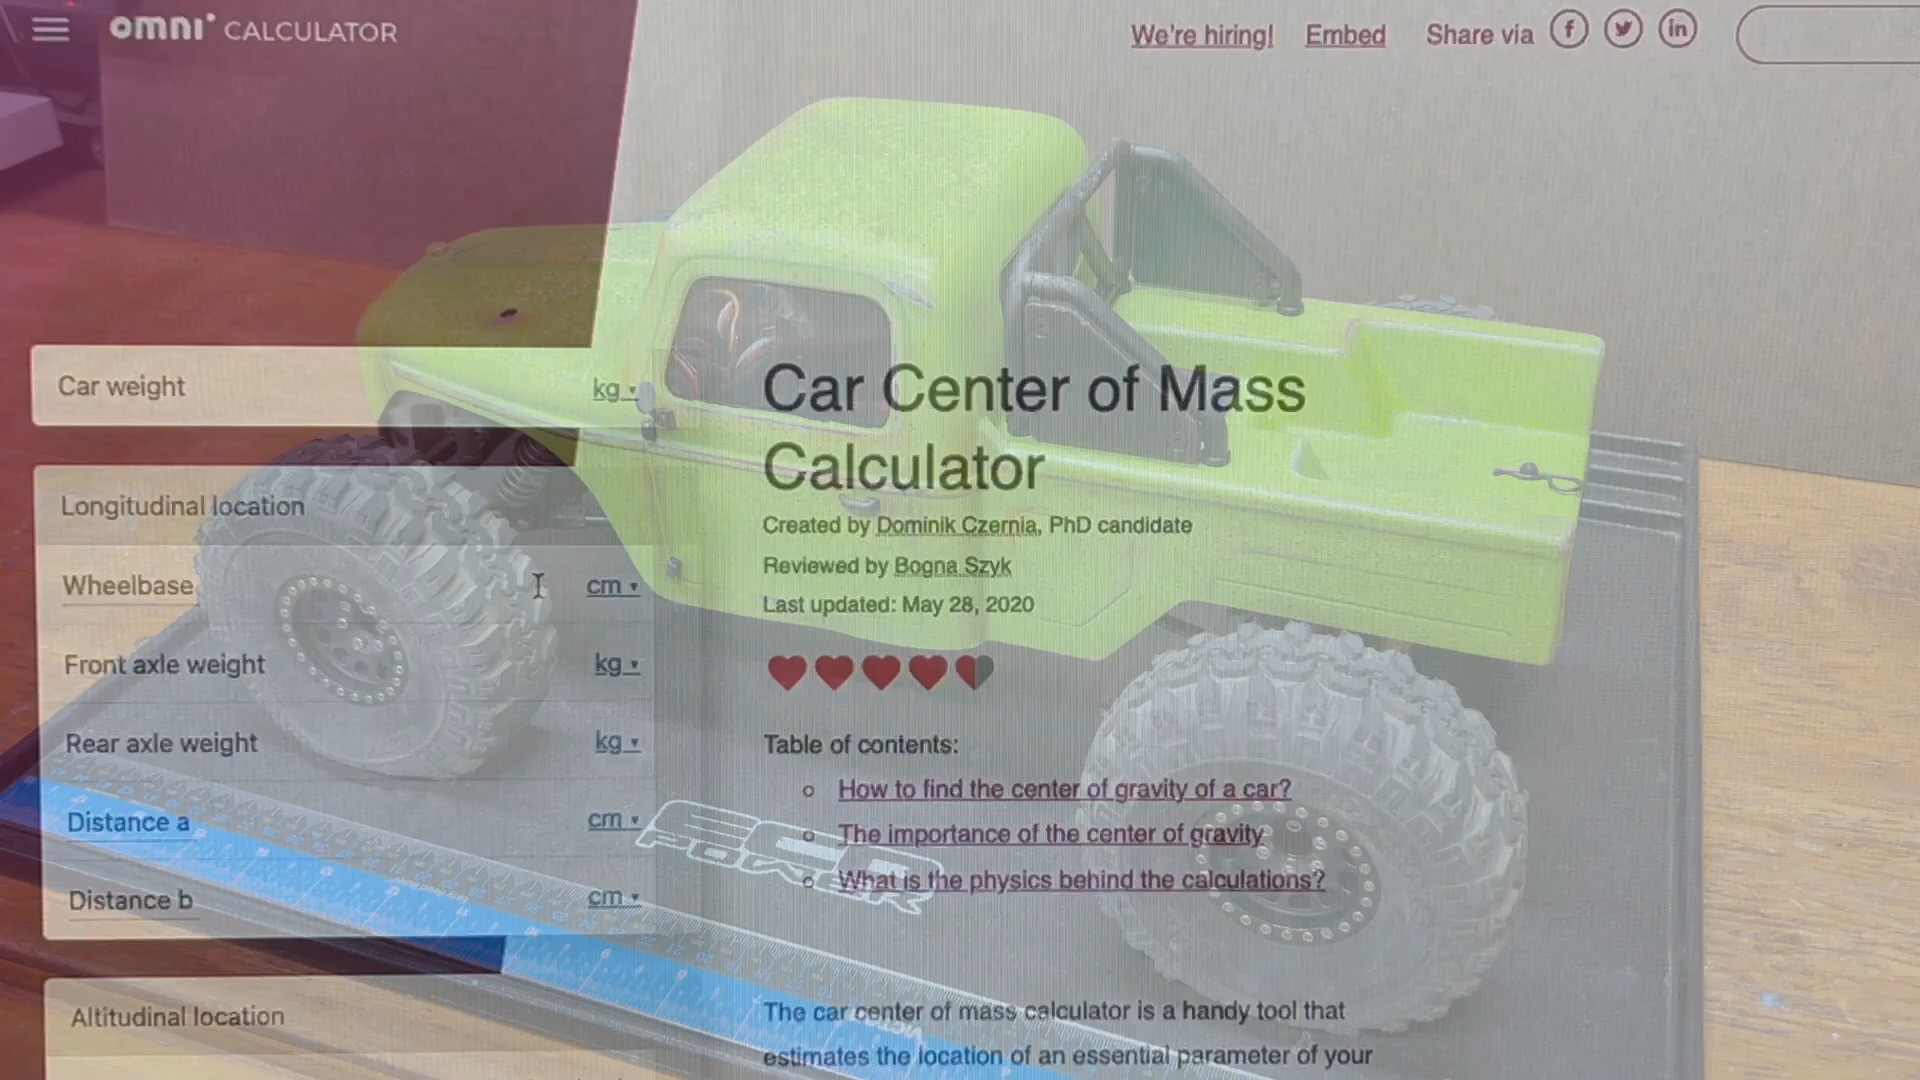 omni CALCULATOR
We're hiring! Embed Share via
Car weight kg
Longitudinal location
Wheelbase cm
Front axle weight kg
Rear axle weight kg
Distance a cm
Distance b cm
Altitudinal location
Car Center of Mass
Calculator
Created by Dominik Czernia, PhD candidate
Reviewed by Bogna Szyk
Last updated: May 28, 2020
Table of contents:
How to find the center of gravity of a car?
The importance of the center of gravity
What is the physics behind the calculations?
The car center of mass calculator is a handy tool that
estimates the location of an essential parameter of your
POWER